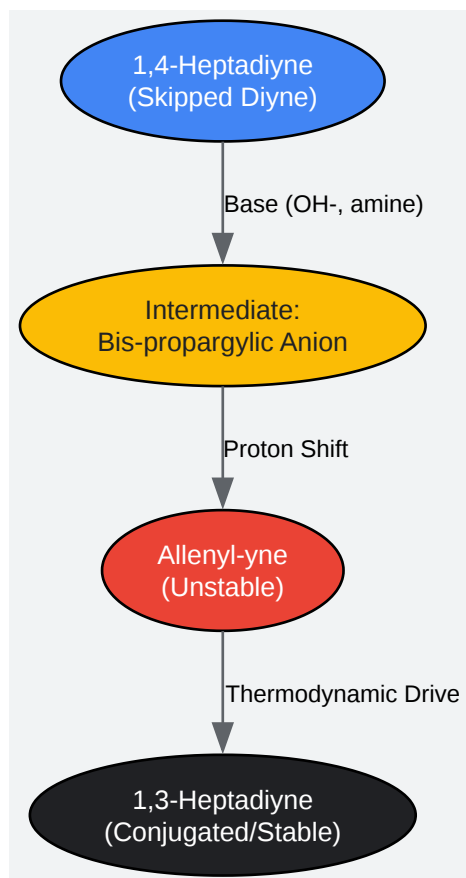 1,4-Heptadiyne
(Skipped Diyne)
Base (OH-, amine)
Intermediate:
Bis-propargylic Anion
Proton Shift
Allenyl-yne
(Unstable)
Thermodynamic Drive
1,3-Heptadiyne
(Conjugated/Stable)